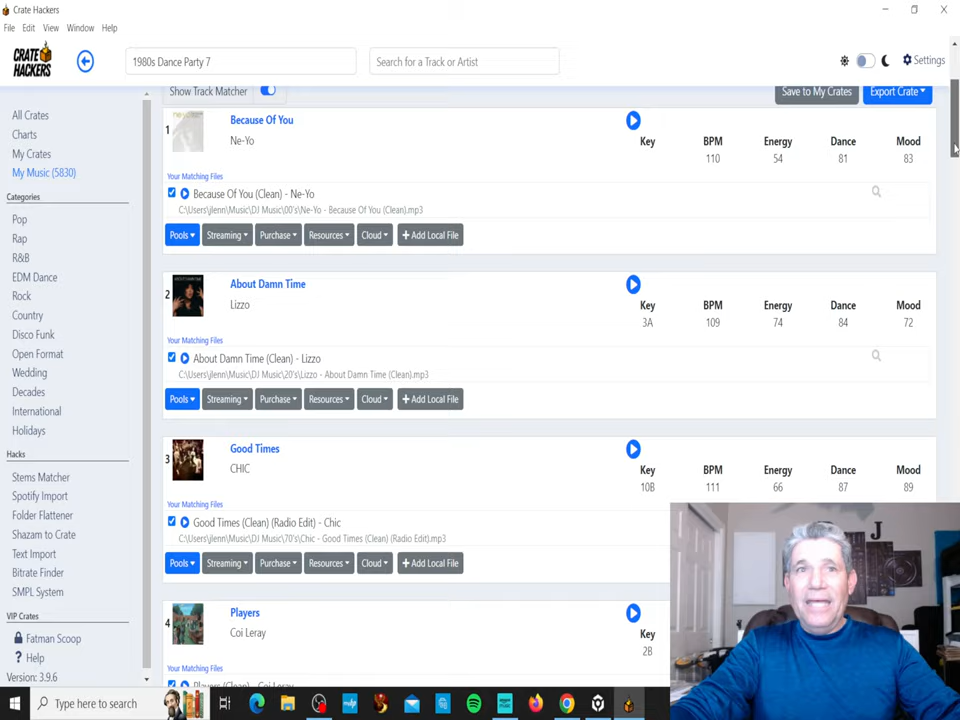 Crate Hackers
File Edit View Window Help
CRATE HACKERS
1980s Dance Party 7
Search for a Track or Artist
Settings
All Crates
Charts
My Crates
My Music (5830)
Categories
Pop
Rap
R&B
EDM Dance
Rock
Country
Disco Funk
Open Format
Wedding
Decades
International
Holidays
Hacks
Stems Matcher
Spotify Import
Folder Flattener
Shazam to Crate
Text Import
Bitrate Finder
SMPL System
VIP Crates
Fatman Scoop
Help
Version: 3.9.6
Show Track Matcher
Save to My Crates
Export Crate
1
Because Of You
Ne-Yo
Key BPM Energy Dance Mood
110 54 81 83
Your Matching Files
Because Of You (Clean) - Ne-Yo
C:\Users\jlenn\Music\DJ Music\00's\Ne-Yo - Because Of You (Clean).mp3
Pools Streaming Purchase Resources Cloud + Add Local File
2
About Damn Time
Lizzo
Key BPM Energy Dance Mood
3A 109 74 84 72
Your Matching Files
About Damn Time (Clean) - Lizzo
C:\Users\jlenn\Music\DJ Music\20's\Lizzo - About Damn Time (Clean).mp3
Pools Streaming Purchase Resources Cloud + Add Local File
3
Good Times
CHIC
Key BPM Energy Dance Mood
10B 111 66 87 89
Your Matching Files
Good Times (Clean) (Radio Edit) - Chic
C:\Users\jlenn\Music\DJ Music\70's\Chic - Good Times (Clean) (Radio Edit).mp3
Pools Streaming Purchase Resources Cloud + Add Local File
4
Players
Coi Leray
Key
2B
Your Matching Files
Players (Clean) - Coi Leray
J
Type here to search